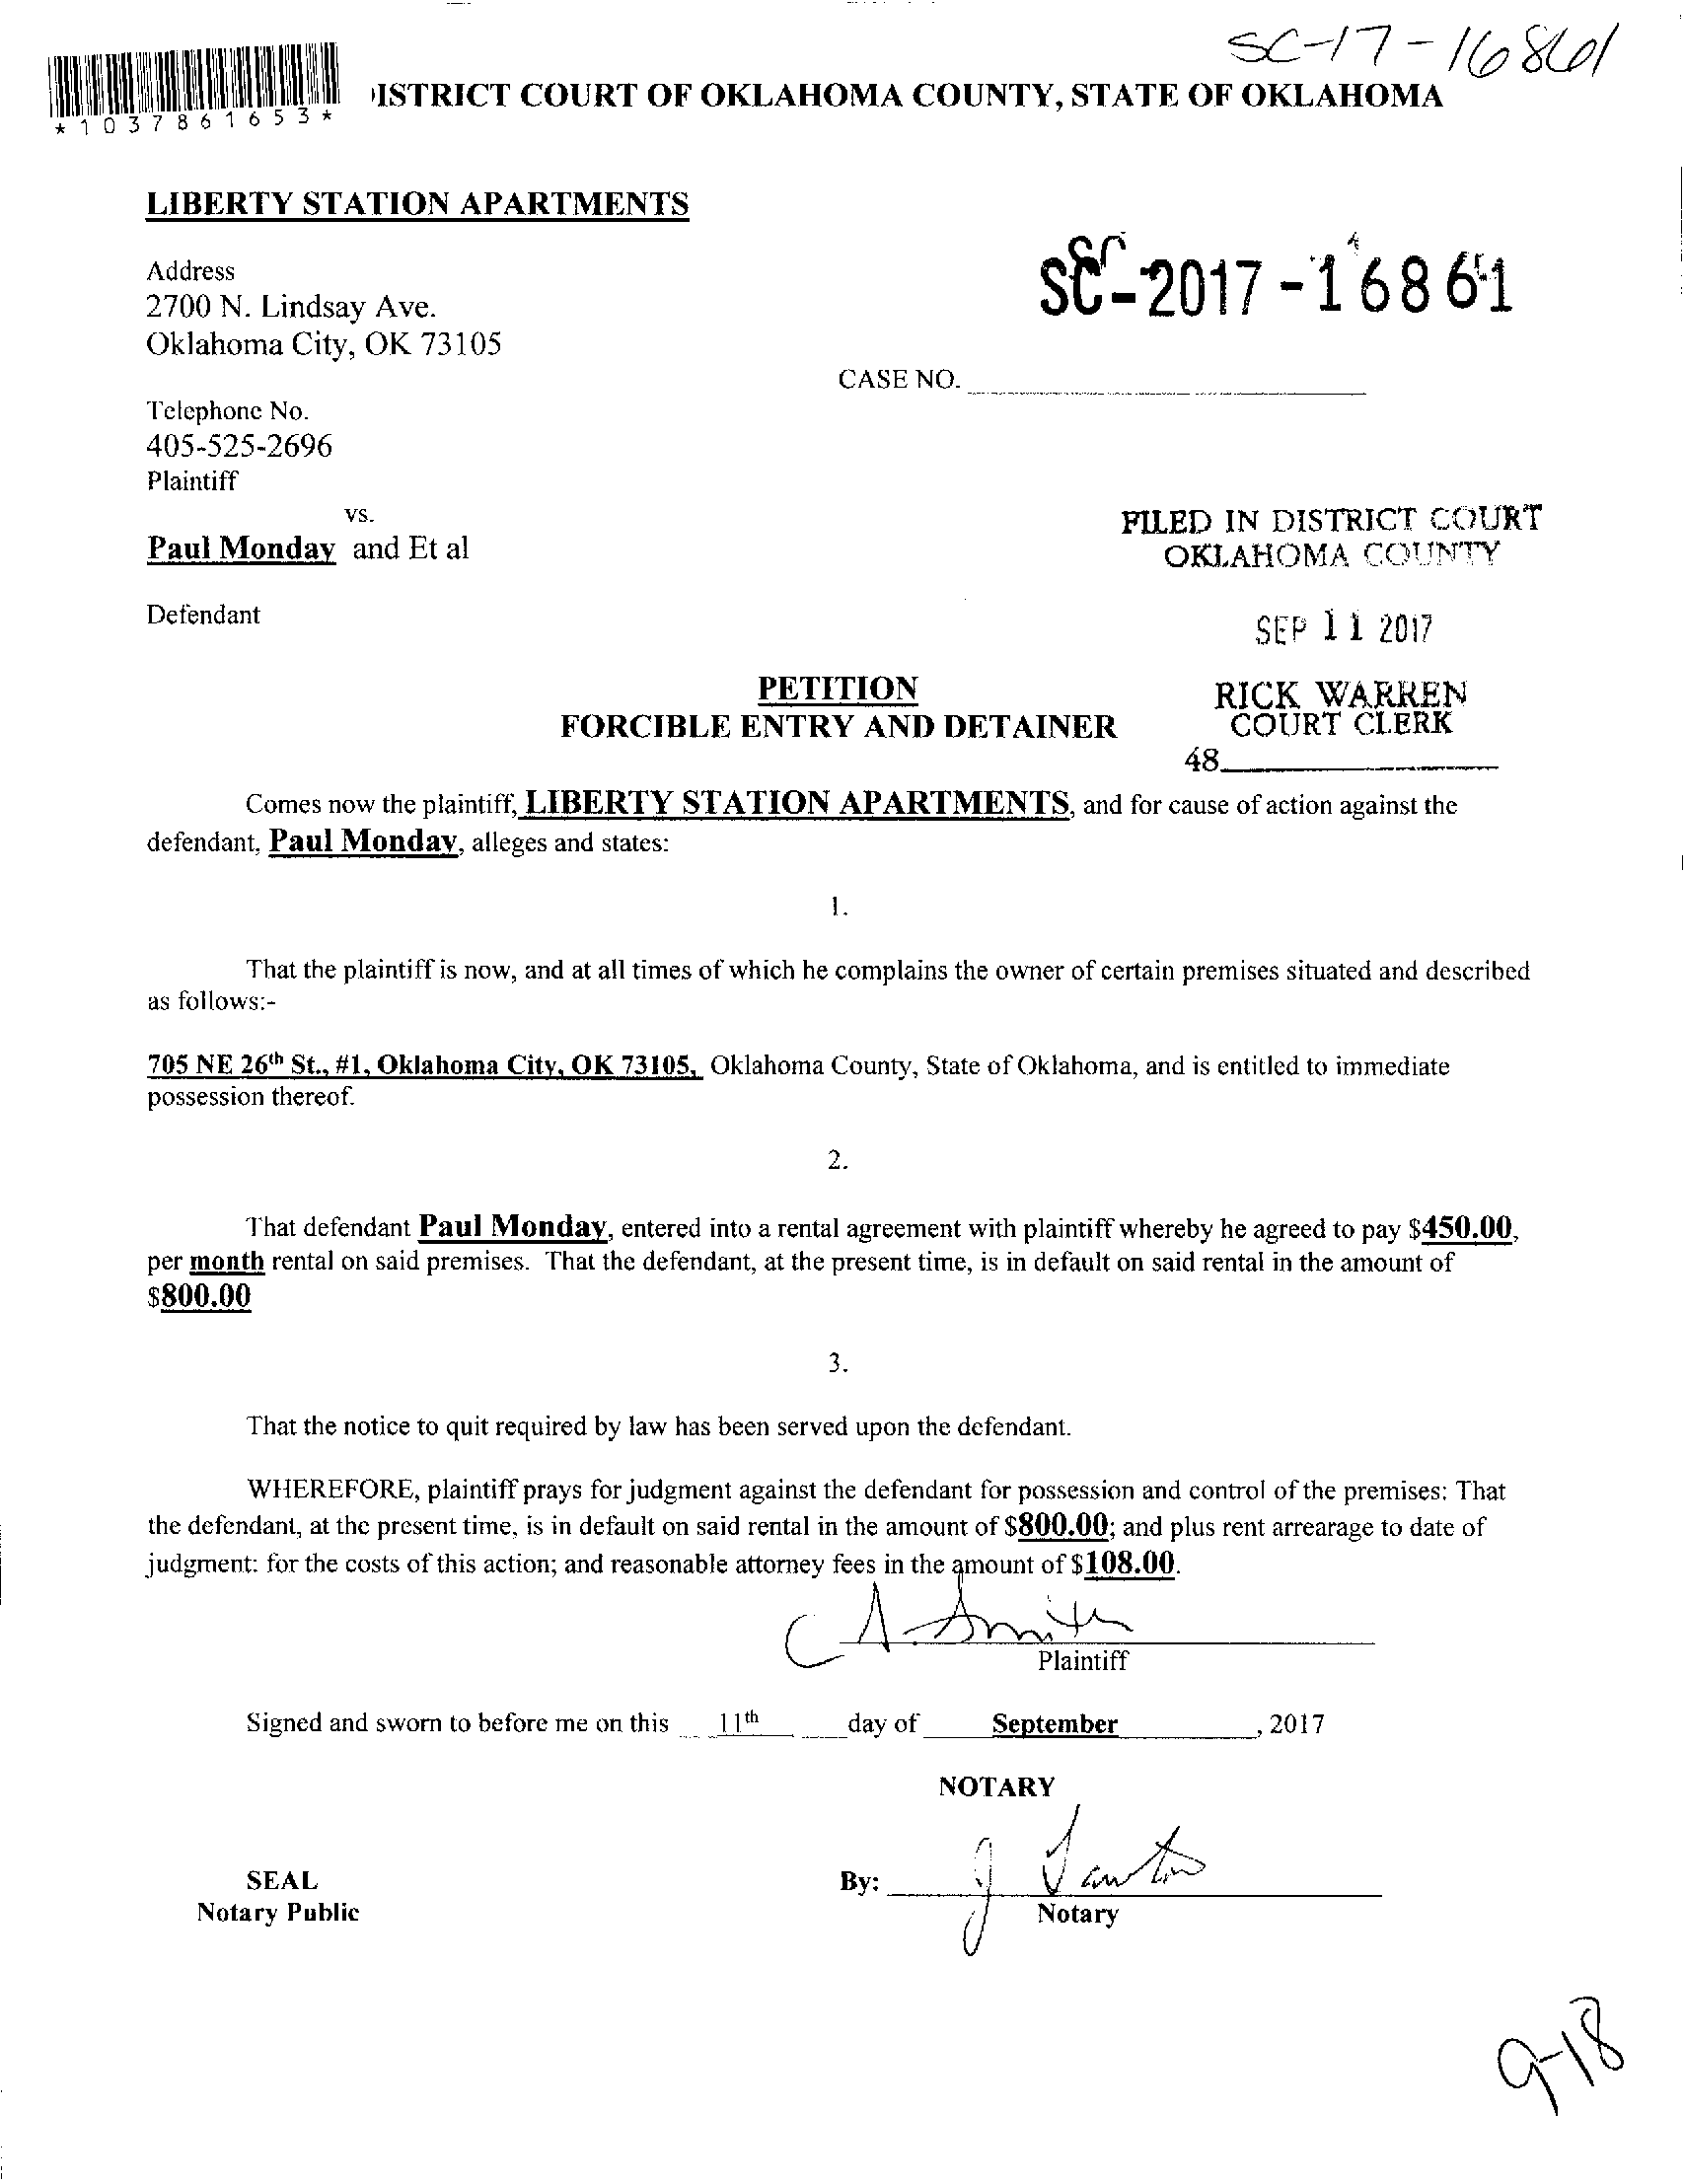 SC-17-16861
*1037861653*
ISTRICT COURT OF OKLAHOMA COUNTY, STATE OF OKLAHOMA
LIBERTY STATION APARTMENTS
Address
2700 N. Lindsay Ave.
Oklahoma City, OK 73105
SC-2017-16861
CASE NO.
Telephone No.
405-525-2696
Plaintiff
vs.
Paul Monday and Et al
Defendant
FILED IN DISTRICT COURT
OKLAHOMA COUNTY
SEP 11 2017
RICK WARREN
COURT CLERK
48
PETITION
FORCIBLE ENTRY AND DETAINER
Comes now the plaintiff, LIBERTY STATION APARTMENTS, and for cause of action against the
defendant, Paul Monday, alleges and states:
1.
That the plaintiff is now, and at all times of which he complains the owner of certain premises situated and described
as follows:-
705 NE 26th St., #1, Oklahoma City, OK 73105, Oklahoma County, State of Oklahoma, and is entitled to immediate
possession thereof.
2.
That defendant Paul Monday, entered into a rental agreement with plaintiff whereby he agreed to pay $450.00,
per month rental on said premises. That the defendant, at the present time, is in default on said rental in the amount of
$800.00
3.
That the notice to quit required by law has been served upon the defendant.
WHEREFORE, plaintiff prays for judgment against the defendant for possession and control of the premises: That
the defendant, at the present time, is in default on said rental in the amount of $800.00; and plus rent arrearage to date of
judgment: for the costs of this action; and reasonable attorney fees in the amount of $108.00.
Smith
Plaintiff
Signed and sworn to before me on this 11th day of September, 2017
NOTARY
SEAL
Notary Public
By: J
Notary
9-18